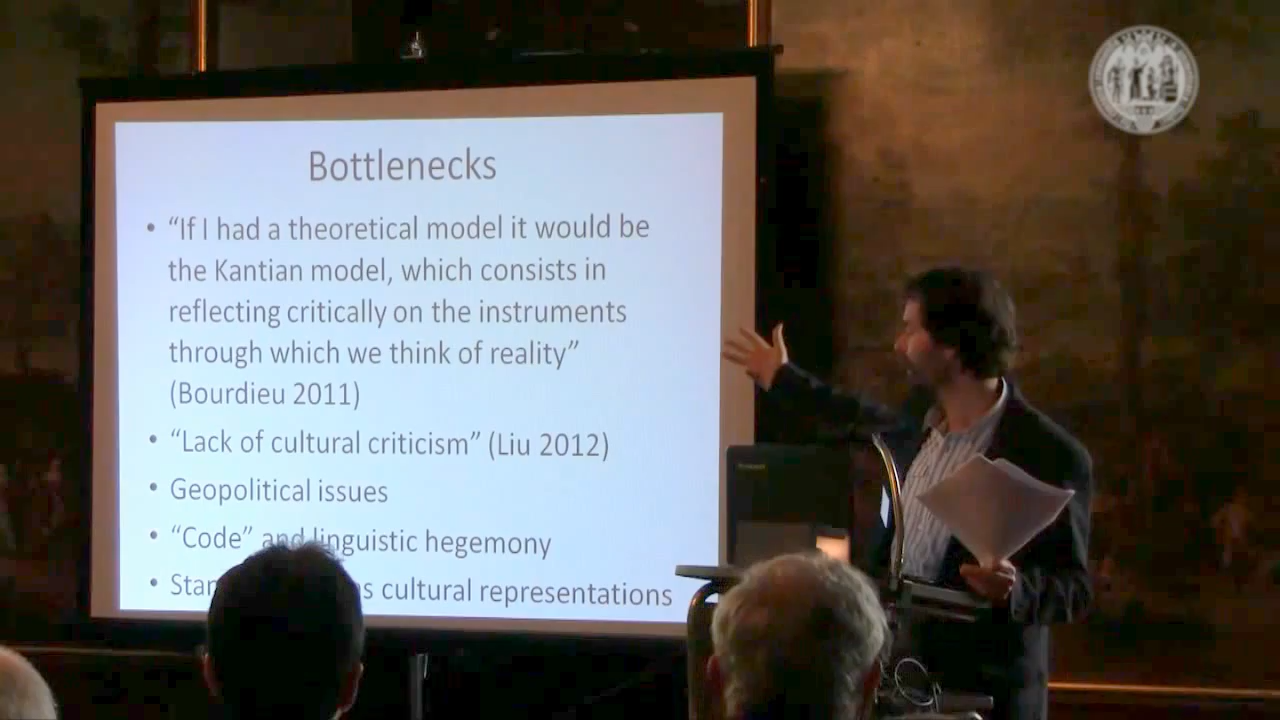 Bottlenecks
• “If I had a theoretical model it would be
the Kantian model, which consists in
reflecting critically on the instruments
through which we think of reality”
(Bourdieu 2011)
• “Lack of cultural criticism” (Liu 2012)
• Geopolitical issues
• “Code” and linguistic hegemony
• cultural representations